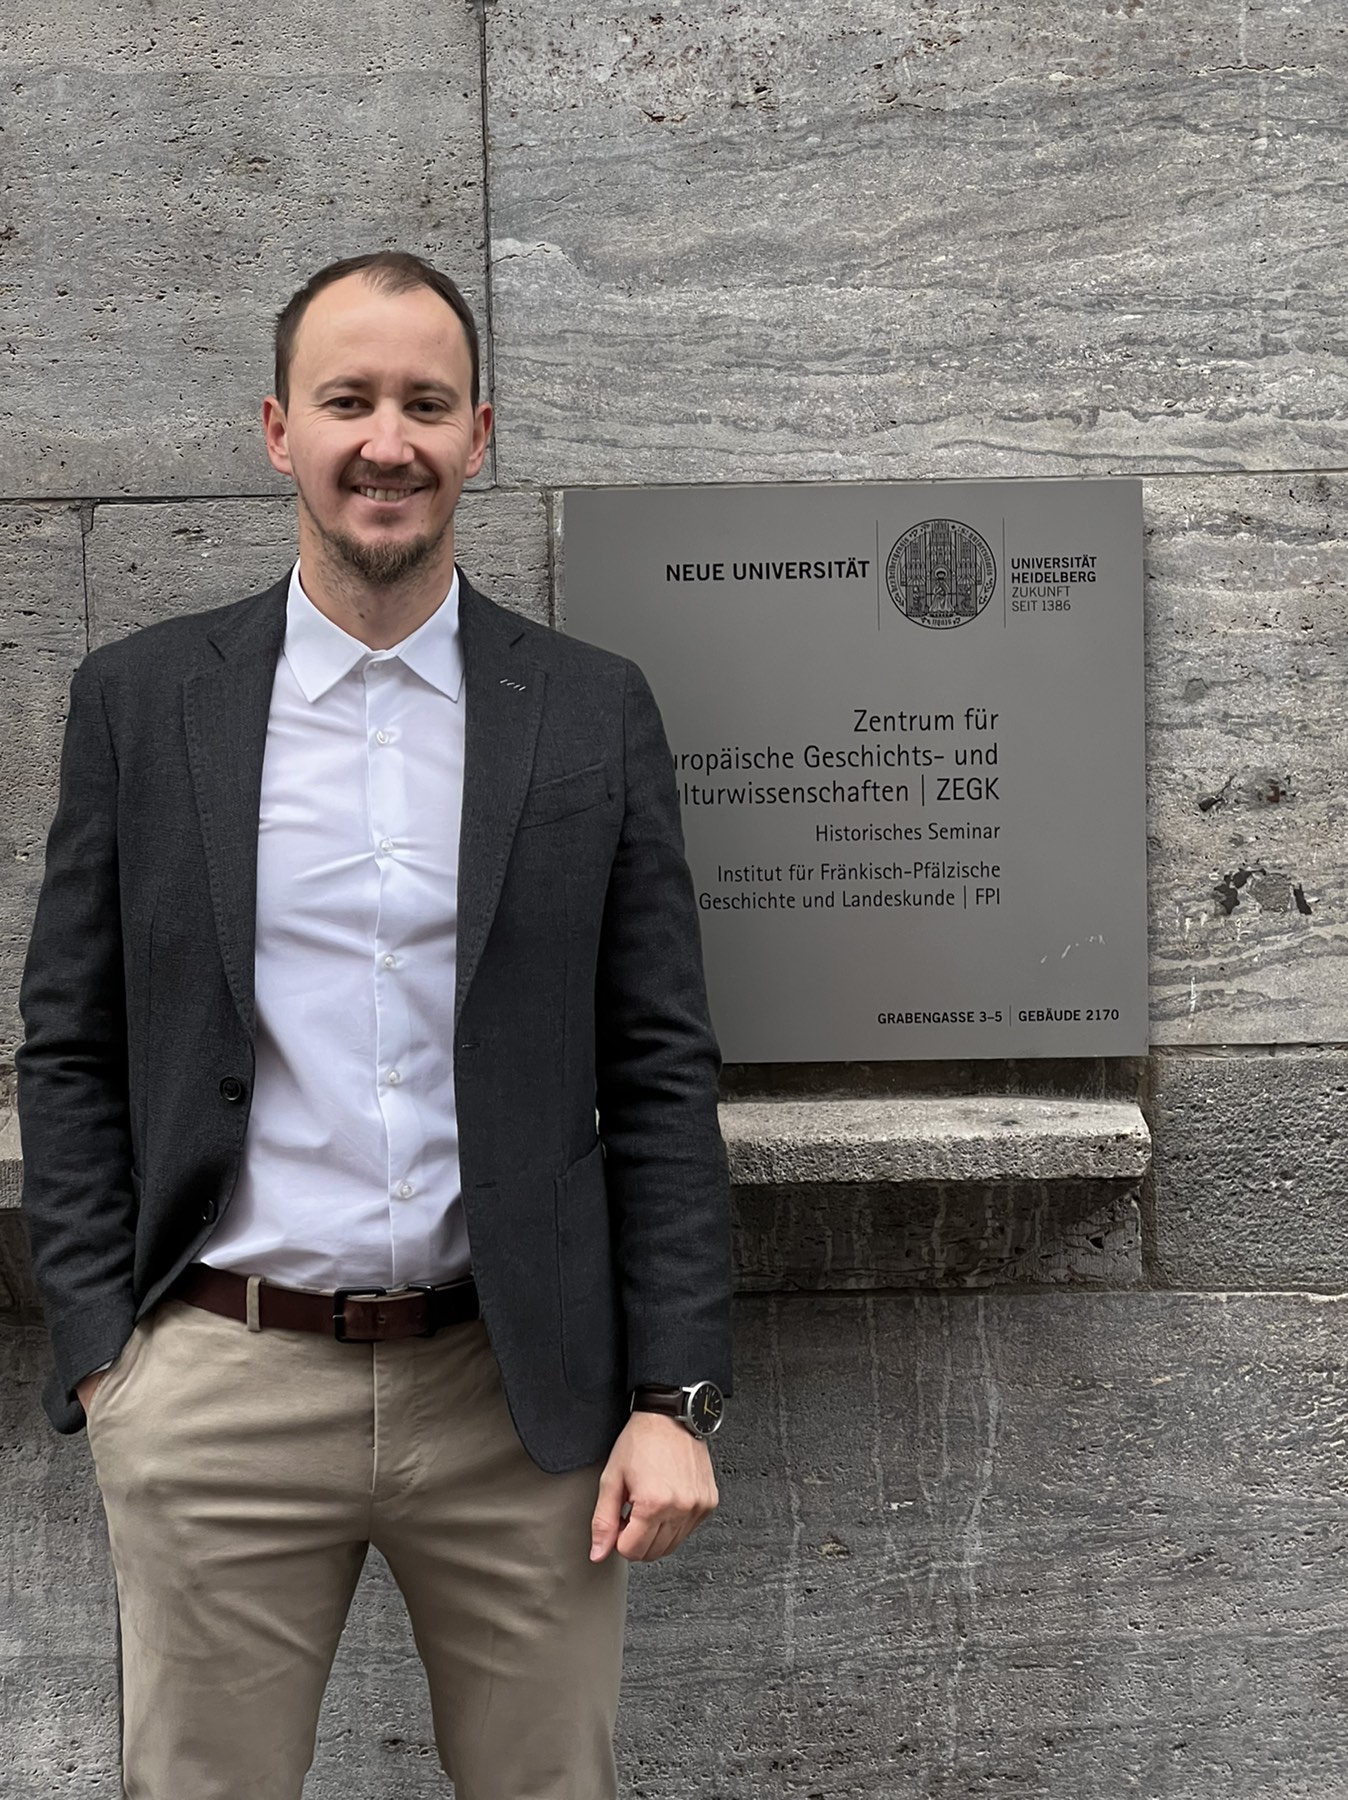 NEUE UNIVERSITÄT
UNIVERSITÄT
HEIDELBERG
ZUKUNFT
SEIT 1386
Zentrum für
uropäische Geschichts- und
ulturwissenschaften | ZEGK
Historisches Seminar
Institut für Fränkisch-Pfälzische
Geschichte und Landeskunde | FPI
GRABENGASSE 3–5 | GEBÄUDE 2170